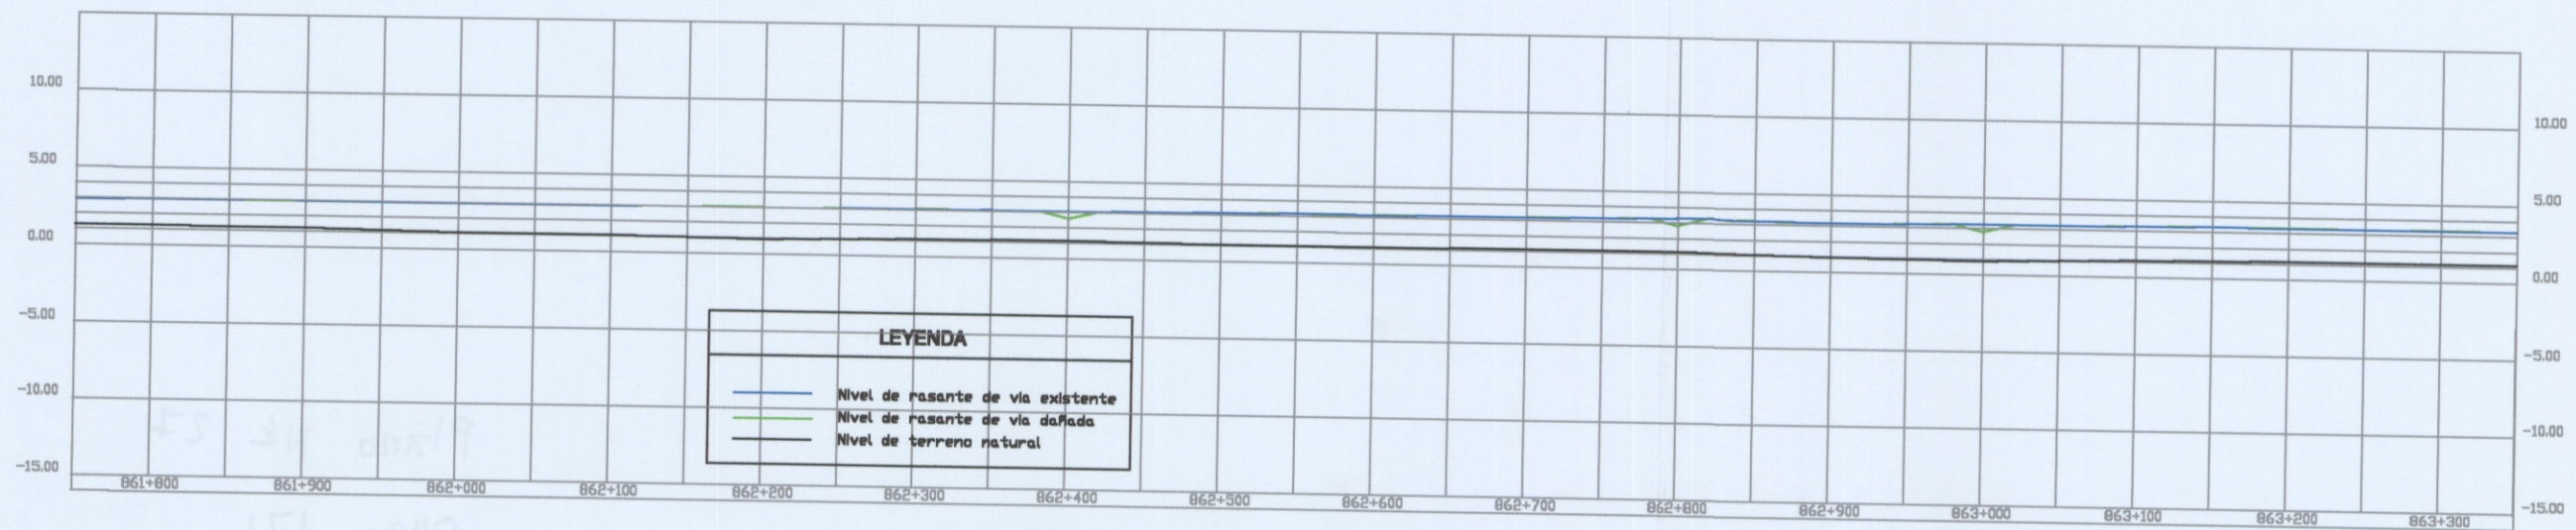 10.00
5.00
0.00
-5.00
-10.00
-15.00
10.00
5.00
0.00
-5.00
-10.00
-15.00
LEYENDA
Nivel de rasante de via existente
Nivel de rasante de via dañada
Nivel de terreno natural
861+800 861+900 862+000 862+100 862+200 862+300 862+400 862+500 862+600 862+700 862+800 862+900 863+000 863+100 863+200 863+300
Plano Nº 27